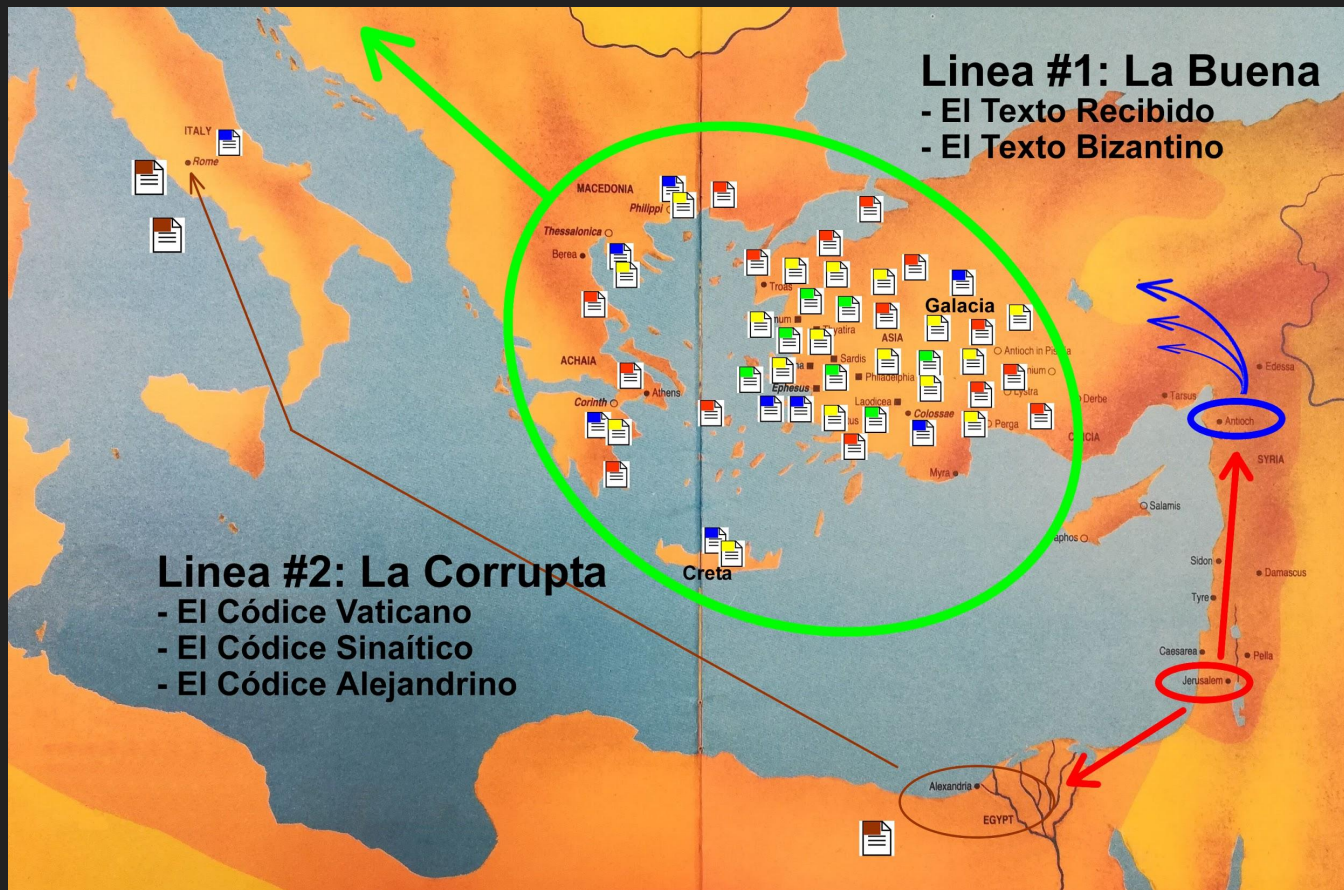 Linea #1: La Buena
- El Texto Recibido
- El Texto Bizantino
ITALY
Rome
MACEDONIA
Philippi
Thessalonica
Berea
Troas
Galacia
ASIA
Sardis
Antioch in
Philadelphia
Edessa
ACHAIA
Athens
Ephesus
Lystra
Derbe
Tarsus
Corinth
Laodicea
Colossae
Perga
Antioch
SYRIA
Myra
Salamis
Creta
Sidon
Damascus
Tyre
Linea #2: La Corrupta
- El Códice Vaticano
- El Códice Sinaítico
- El Códice Alejandrino
Caesarea
Pella
Jerusalem
Alexandria
EGYPT